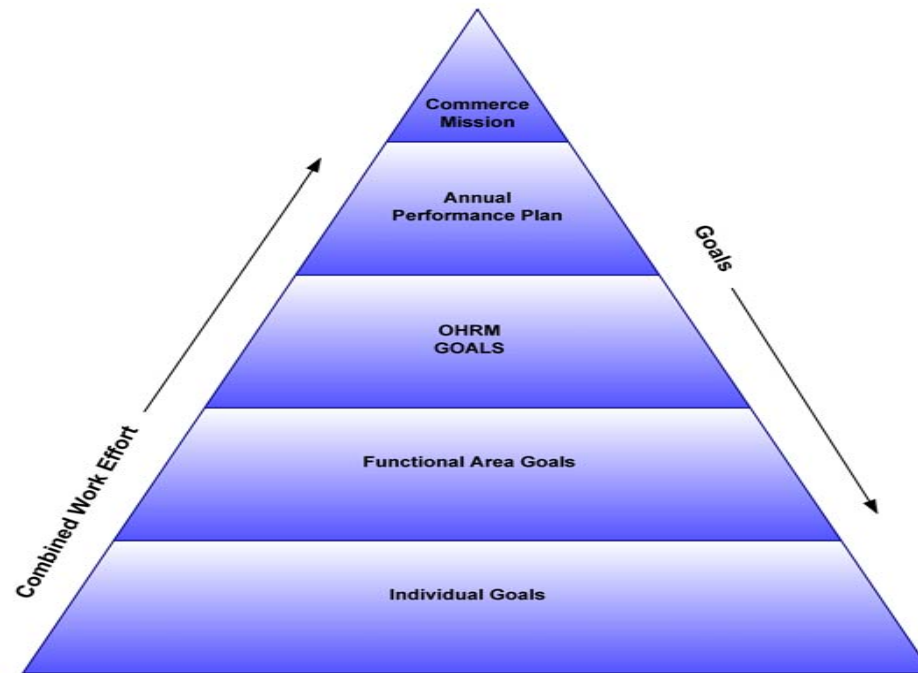 Commerce
Mission
Annual
Performance Plan
Goals
OHRM
GOALS
Combined Work Effort
Functional Area Goals
Individual Goals